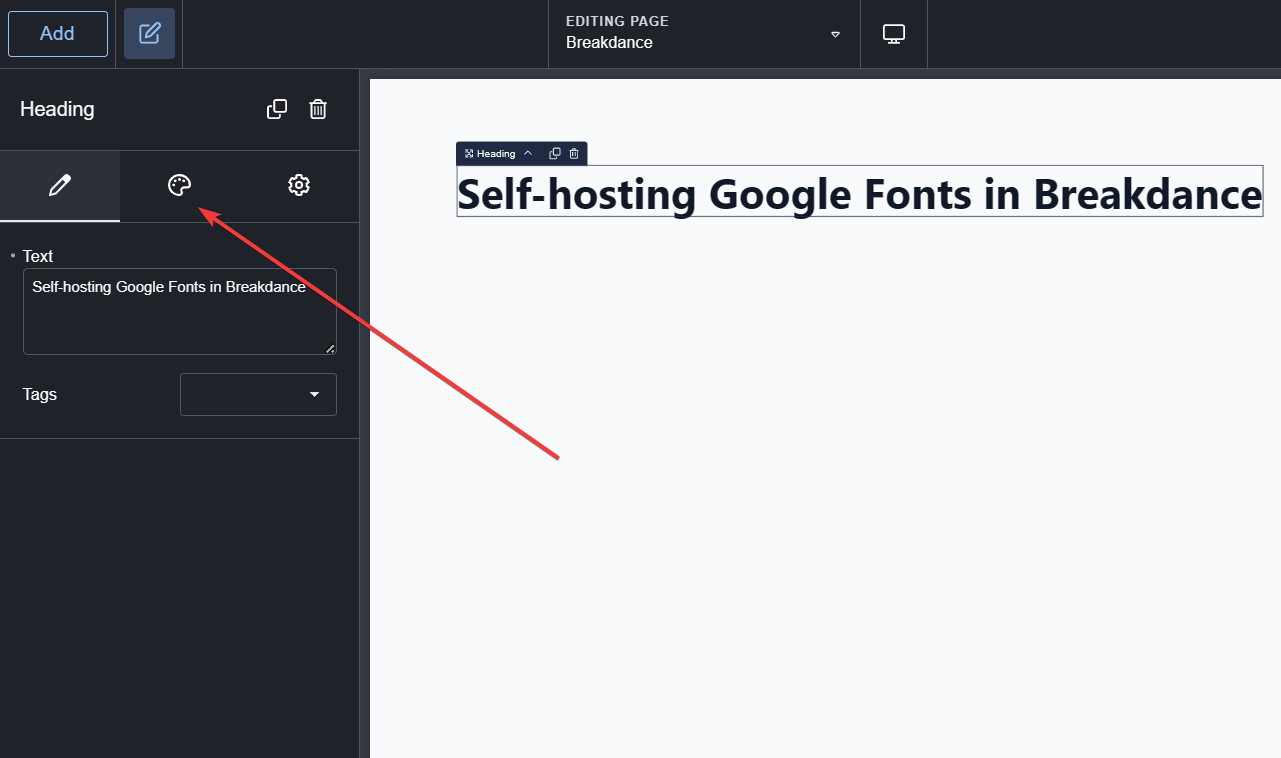 Add
EDITING PAGE
Breakdance
Heading
Heading
Self-hosting Google Fonts in Breakdance
Text
Self-hosting Google Fonts in Breakdance
Tags